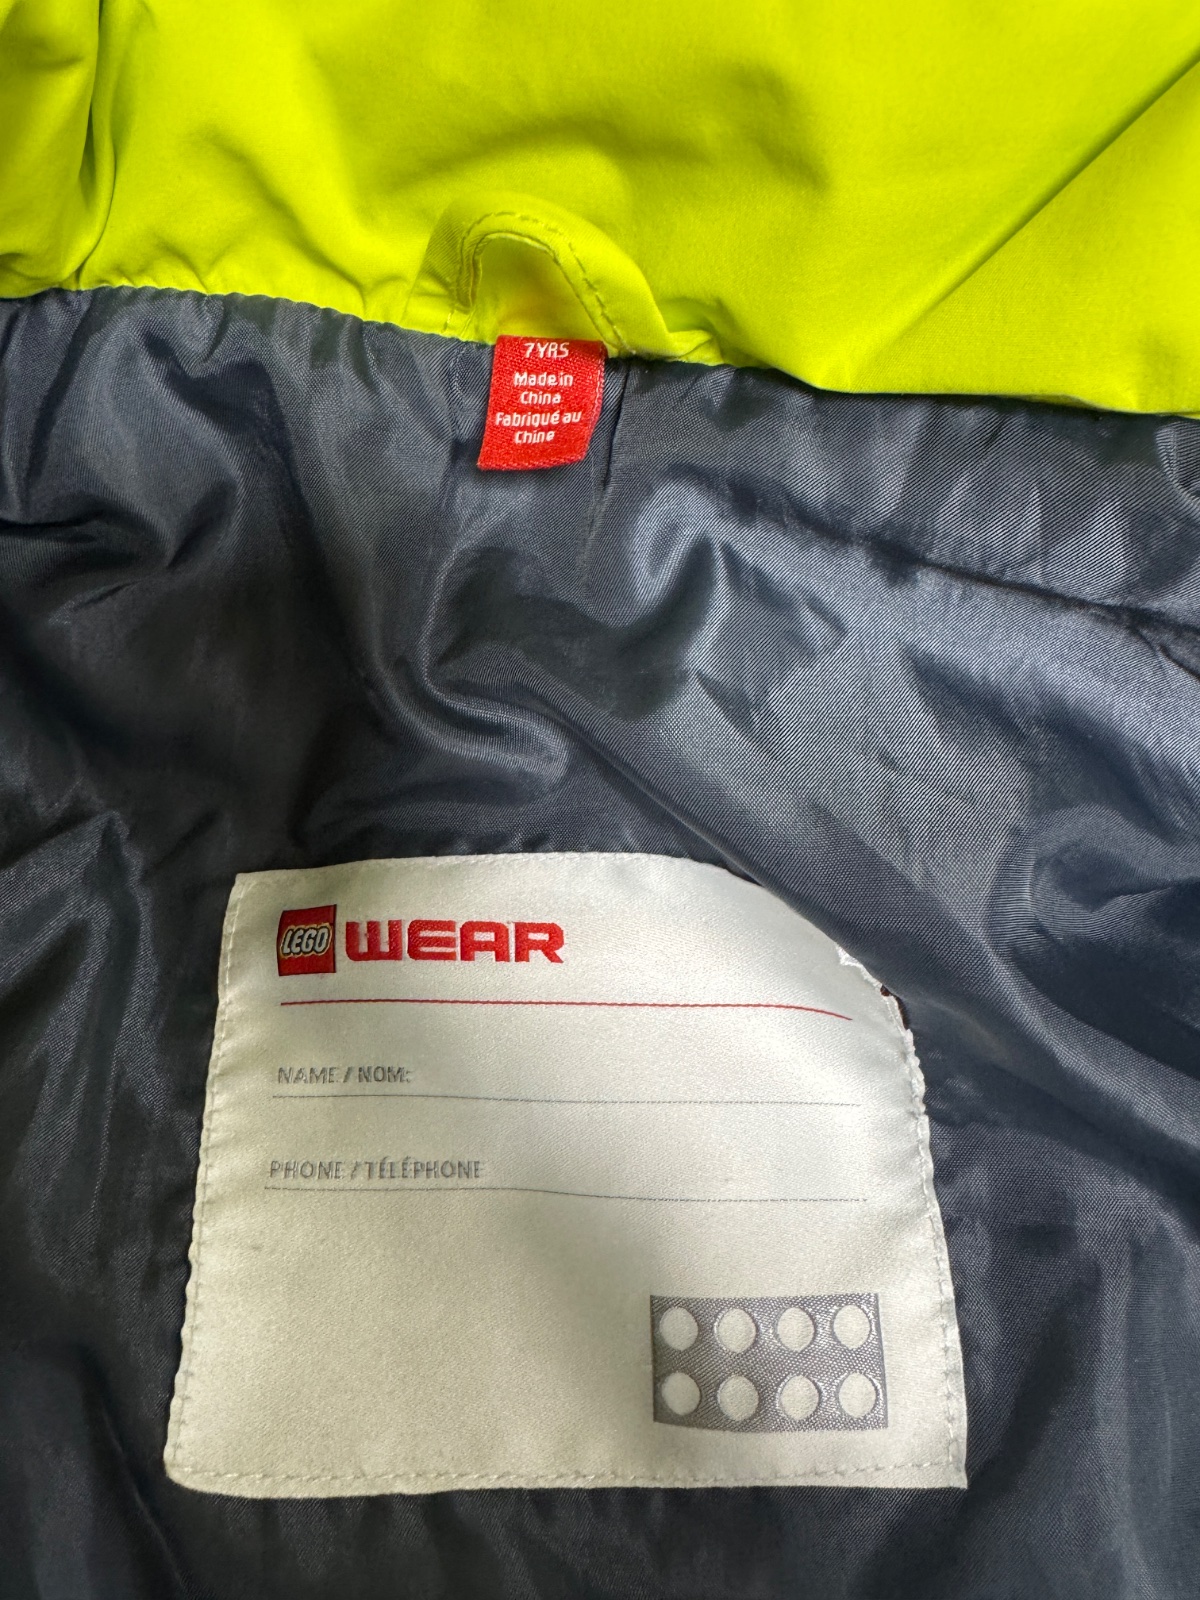 7YRS
Made in
China
Fabriqué au
Chine
LEGO WEAR
NAME / NOM:
PHONE / TÉLÉPHONE